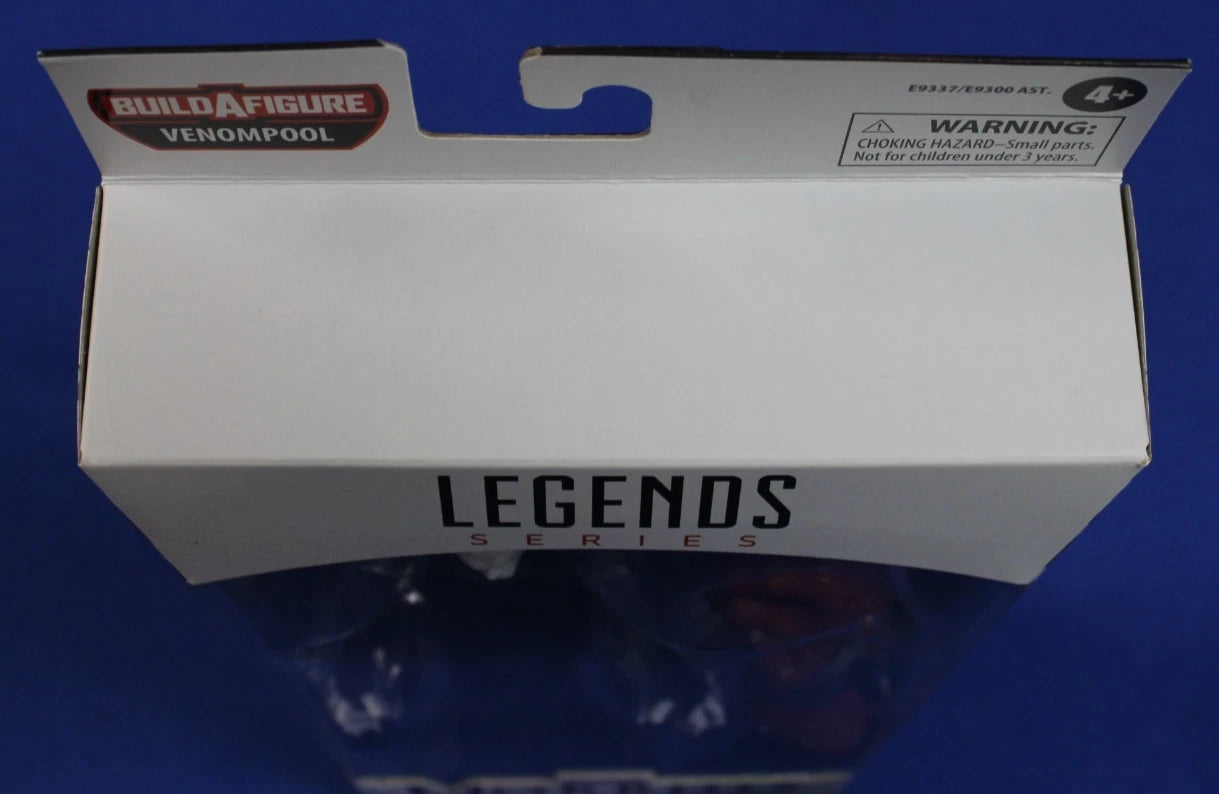 BUILDAFIGURE
VENOMPOOL
E9337/E9300 AST.
4+
WARNING:
CHOKING HAZARD—Small parts.
Not for children under 3 years.
LEGENDS
SERIES